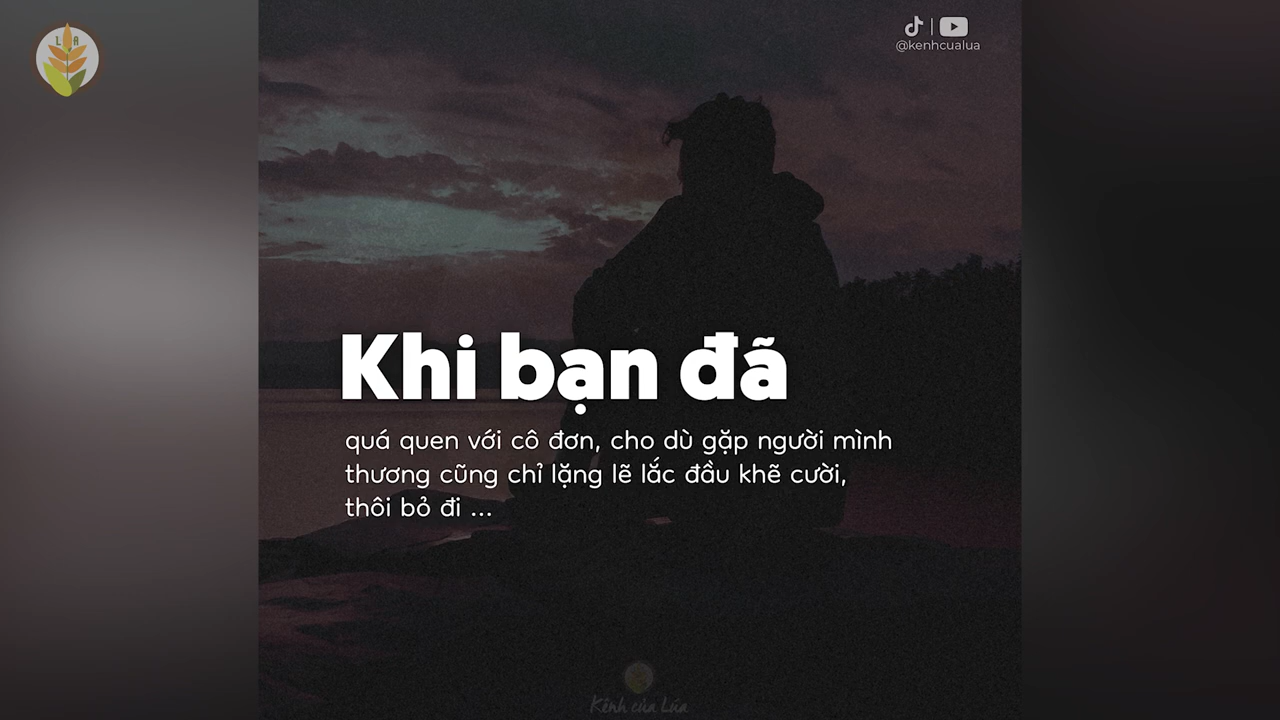 L A
@kenhcualua
Khi bạn đã
quá quen với cô đơn, cho dù gặp người mình
thương cũng chỉ lặng lẽ lắc đầu khẽ cười,
thôi bỏ đi ...
Kênh của Lúa